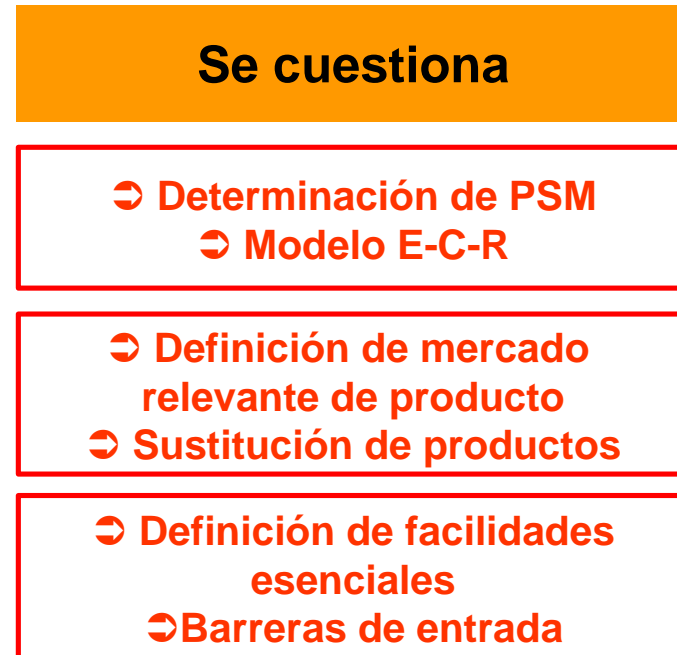 Se cuestiona
➲ Determinación de PSM
➲ Modelo E-C-R
➲ Definición de mercado
relevante de producto
➲ Sustitución de productos
➲ Definición de facilidades
esenciales
➲Barreras de entrada